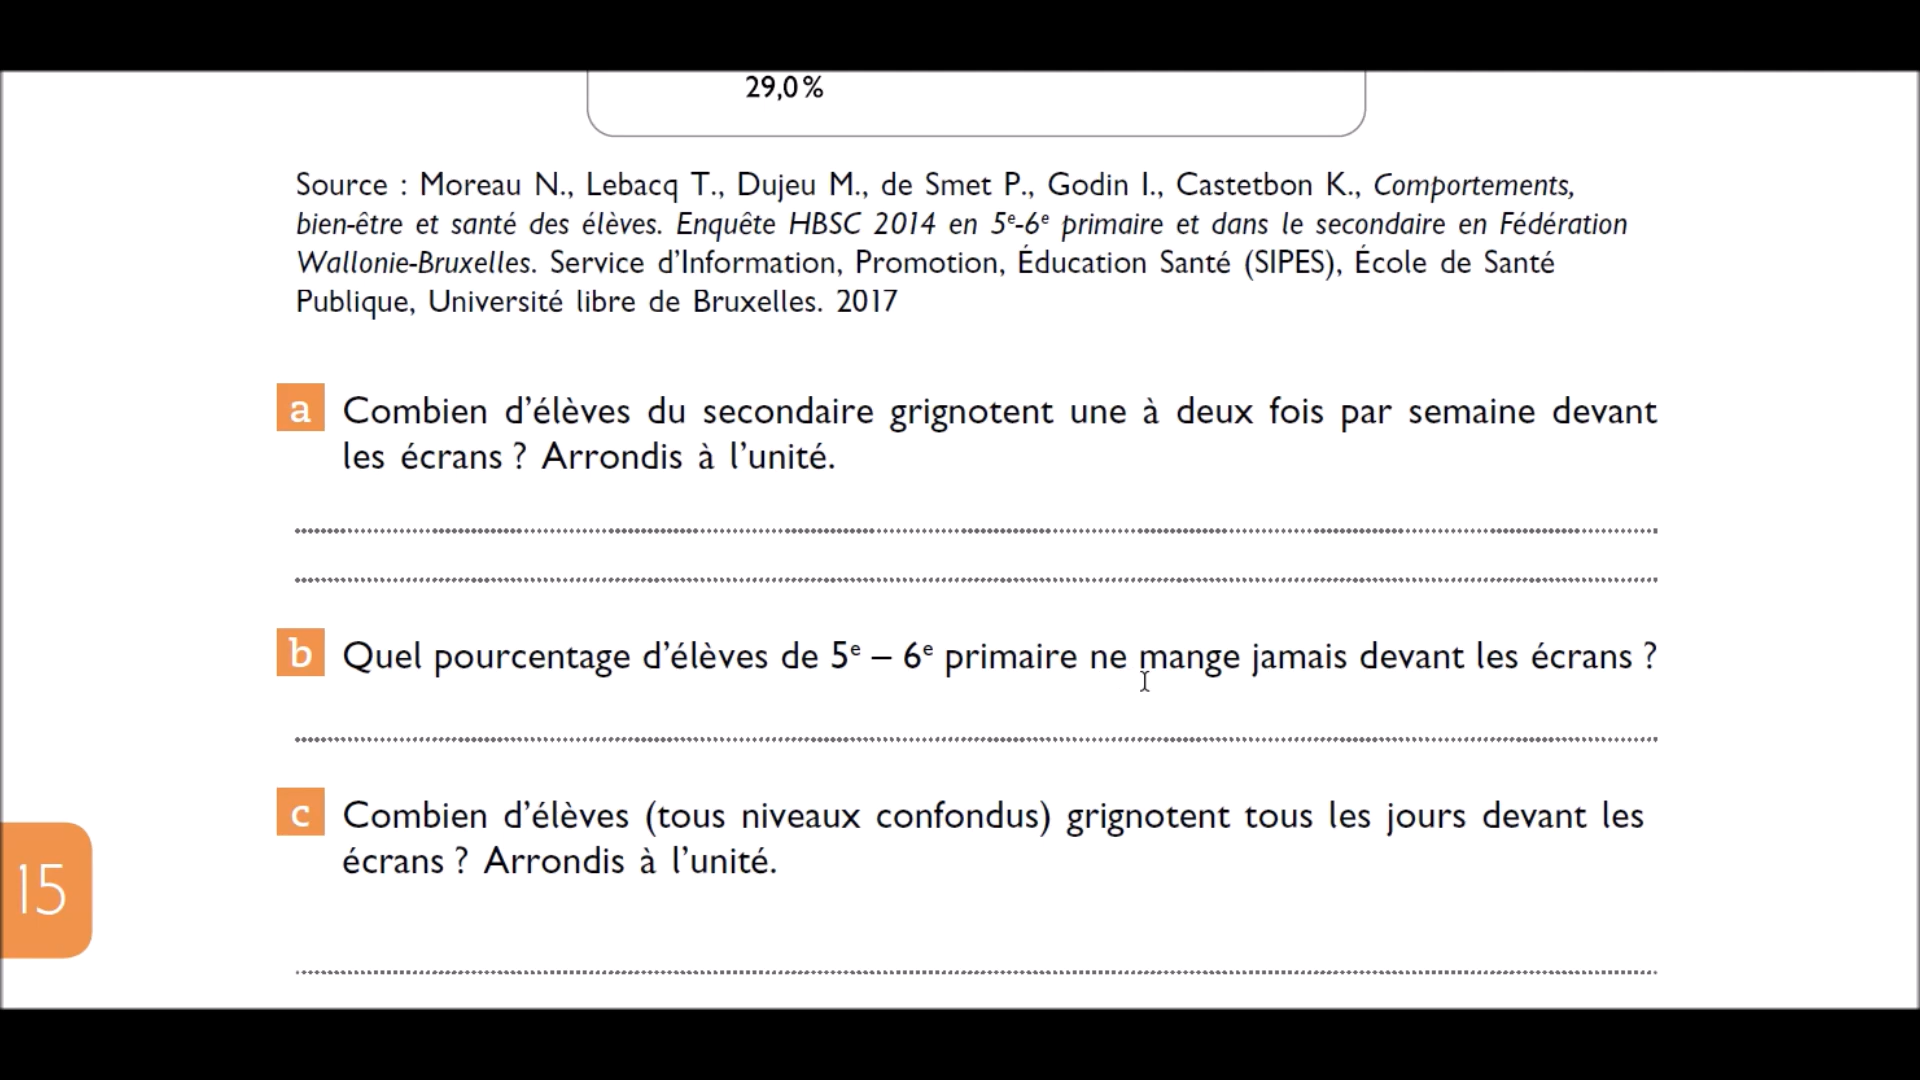 29,0 %
Source : Moreau N., Lebacq T., Dujeu M., de Smet P., Godin I., Castetbon K., Comportements,
bien-être et santé des élèves. Enquête HBSC 2014 en 5e-6e primaire et dans le secondaire en Fédération
Wallonie-Bruxelles. Service d’Information, Promotion, Éducation Santé (SIPES), École de Santé
Publique, Université libre de Bruxelles. 2017
a Combien d’élèves du secondaire grignotent une à deux fois par semaine devant
les écrans ? Arrondis à l’unité.
b Quel pourcentage d’élèves de 5e – 6e primaire ne mange jamais devant les écrans ?
c Combien d’élèves (tous niveaux confondus) grignotent tous les jours devant les
écrans ? Arrondis à l’unité.
15